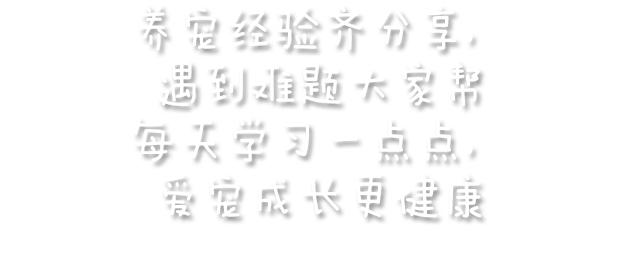 养宠经验齐分享，
遇到难题大家帮
每天学习一点点，
爱宠成长更健康